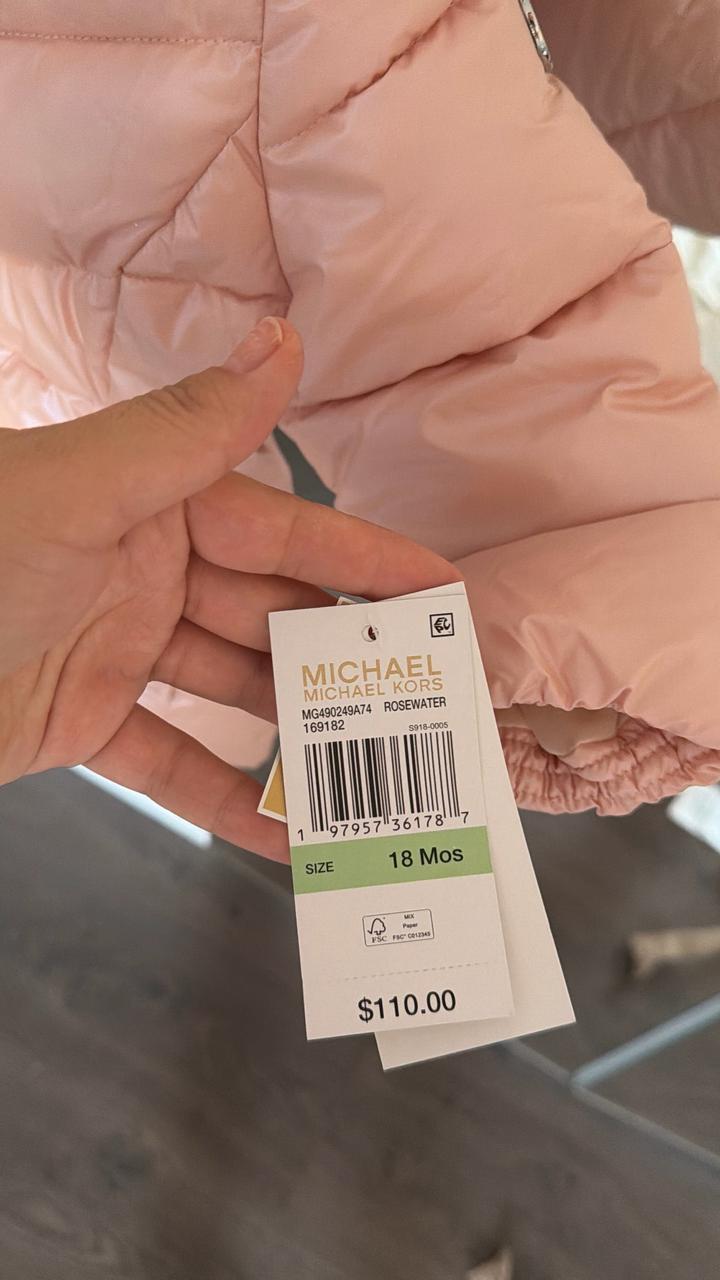 MICHAEL
MICHAEL KORS
MG490249A74 ROSEWATER
169182
S918-0005
1 97957 36178 7
SIZE 18 Mos
MIX
Paper
FSC FSC® C012345
$110.00